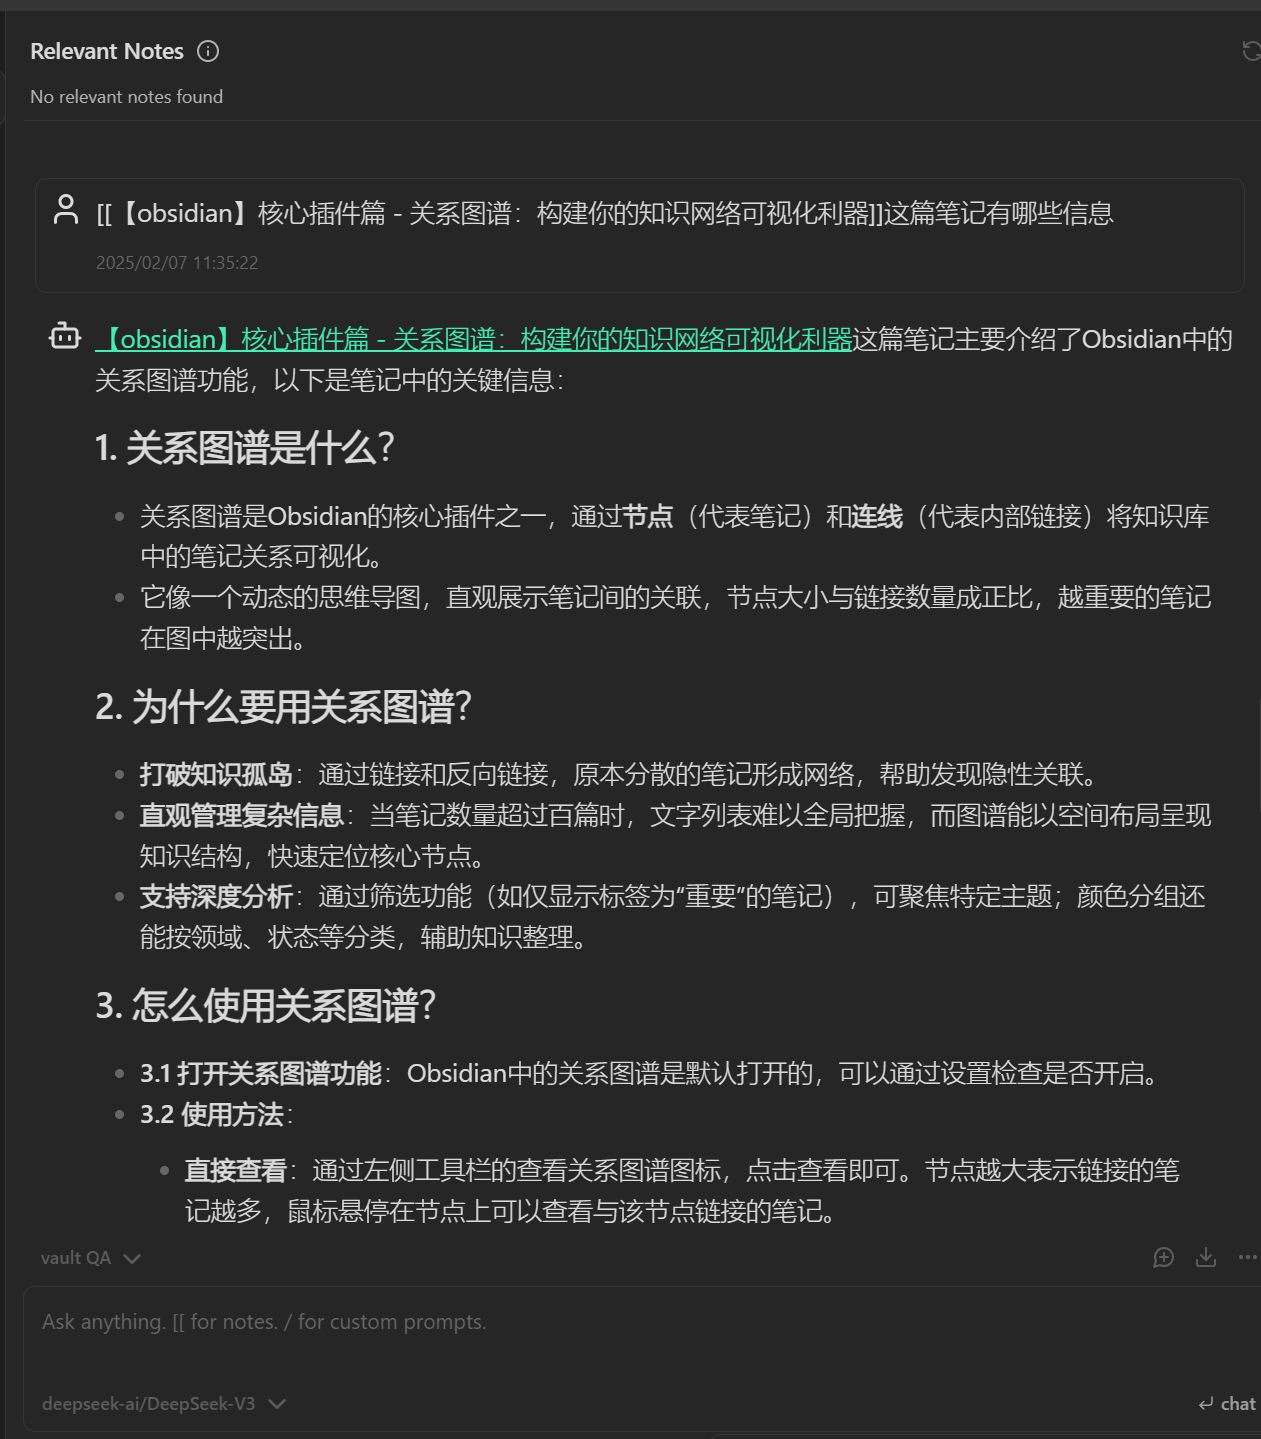 Relevant Notes
No relevant notes found
[[【obsidian】核心插件篇 - 关系图谱：构建你的知识网络可视化利器]]这篇笔记有哪些信息
2025/02/07 11:35:22
【obsidian】核心插件篇 - 关系图谱：构建你的知识网络可视化利器这篇笔记主要介绍了Obsidian中的
关系图谱功能，以下是笔记中的关键信息：
1. 关系图谱是什么？
关系图谱是Obsidian的核心插件之一，通过节点（代表笔记）和连线（代表内部链接）将知识库
中的笔记关系可视化。
它像一个动态的思维导图，直观展示笔记间的关联，节点大小与链接数量成正比，越重要的笔记
在图中越突出。
2. 为什么要用关系图谱？
打破知识孤岛：通过链接和反向链接，原本分散的笔记形成网络，帮助发现隐性关联。
直观管理复杂信息：当笔记数量超过百篇时，文字列表难以全局把握，而图谱能以空间布局呈现
知识结构，快速定位核心节点。
支持深度分析：通过筛选功能（如仅显示标签为“重要”的笔记），可聚焦特定主题；颜色分组还
能按领域、状态等分类，辅助知识整理。
3. 怎么使用关系图谱？
3.1 打开关系图谱功能：Obsidian中的关系图谱是默认打开的，可以通过设置检查是否开启。
3.2 使用方法：
直接查看：通过左侧工具栏的查看关系图谱图标，点击查看即可。节点越大表示链接的笔
记越多，鼠标悬停在节点上可以查看与该节点链接的笔记。
vault QA
Ask anything. [[ for notes. / for custom prompts.
deepseek-ai/DeepSeek-V3
chat